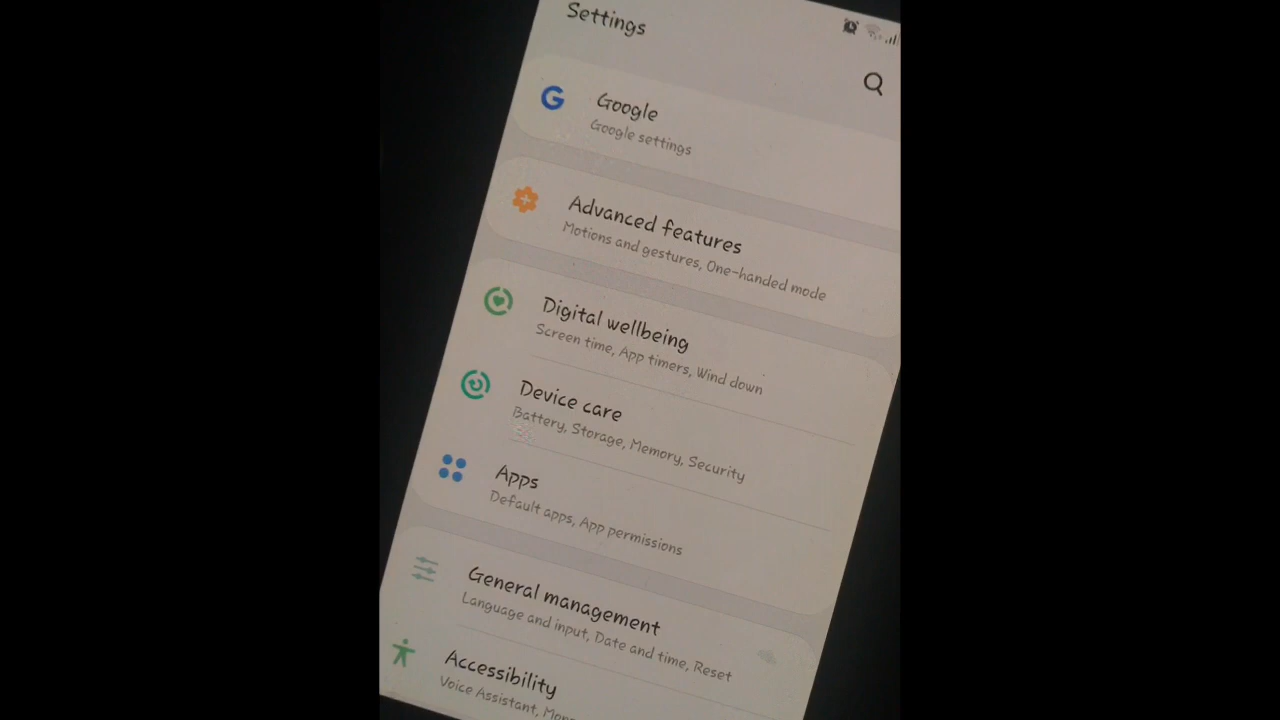 Settings
Google
Google settings
Advanced features
Motions and gestures, One-handed mode
Digital wellbeing
Screen time, App timers, Wind down
Device care
Battery, Storage, Memory, Security
Apps
Default apps, App permissions
General management
Language and input, Date and time, Reset
Accessibility
Voice Assistant,